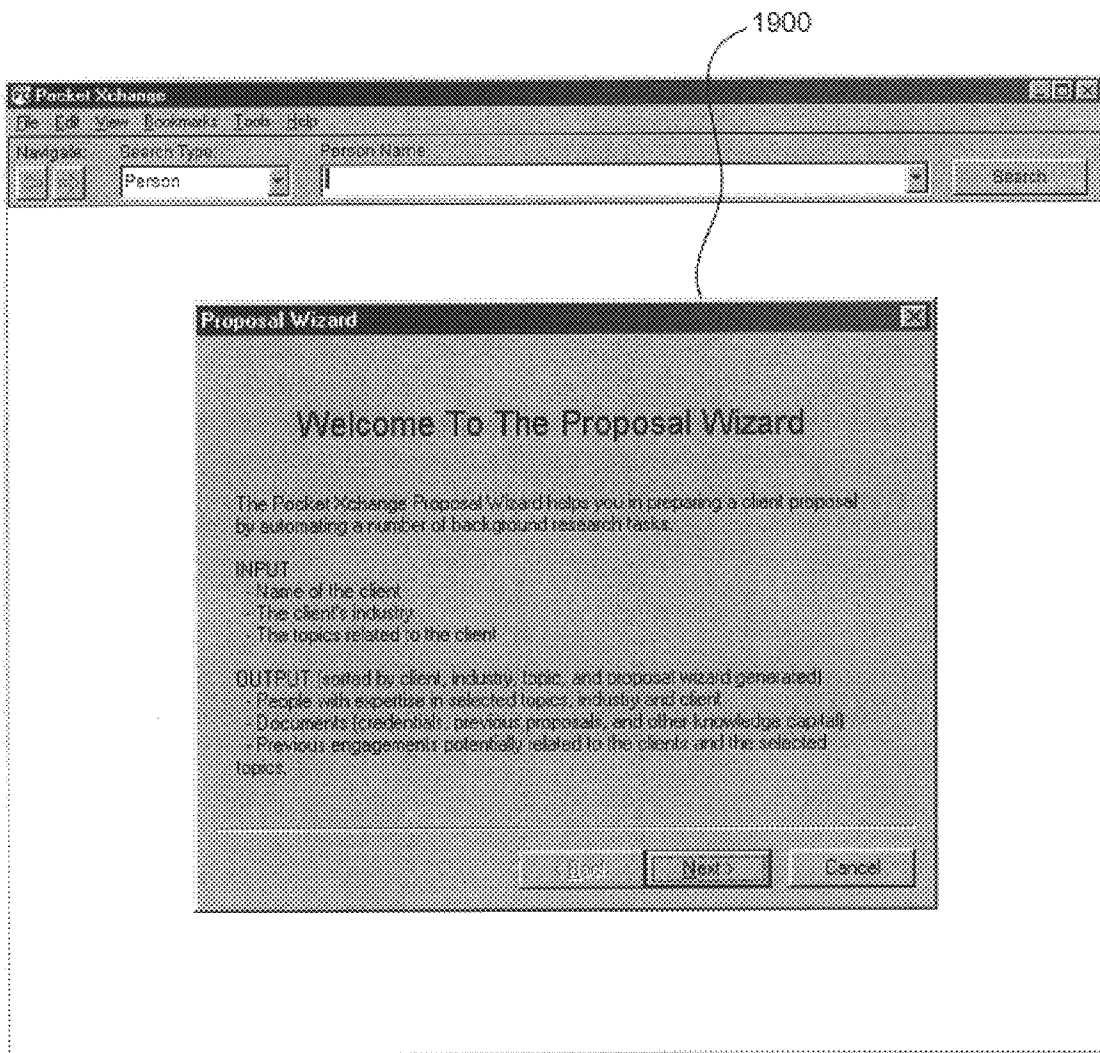 1900
Pocket Xchange
File Edit View Bookmarks Tools Help
Navigate: Search Type: Person Name:
Person Search
Proposal Wizard
Welcome To The Proposal Wizard
The Pocket Xchange Proposal Wizard helps you in preparing a client proposal
by automating a number of background research tasks.
INPUT
- Name of the client
- The client's industry
- The topics related to the client
OUTPUT (sorted by client, industry, topic, and proposal wizard generated)
- People with expertise in selected topics, industry and client
- Documents (credentials, previous proposals, and other knowledge capital)
- Previous engagements potentially related to the clients and the selected
topics.
< Back Next > Cancel